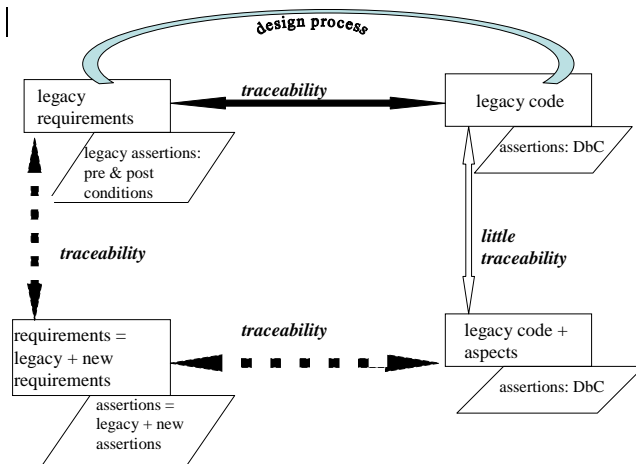 design process
legacy
requirements
traceability
legacy code
legacy assertions:
pre & post
conditions
assertions: DbC
traceability
little
traceability
requirements =
legacy + new
requirements
traceability
legacy code +
aspects
assertions =
legacy + new
assertions
assertions: DbC